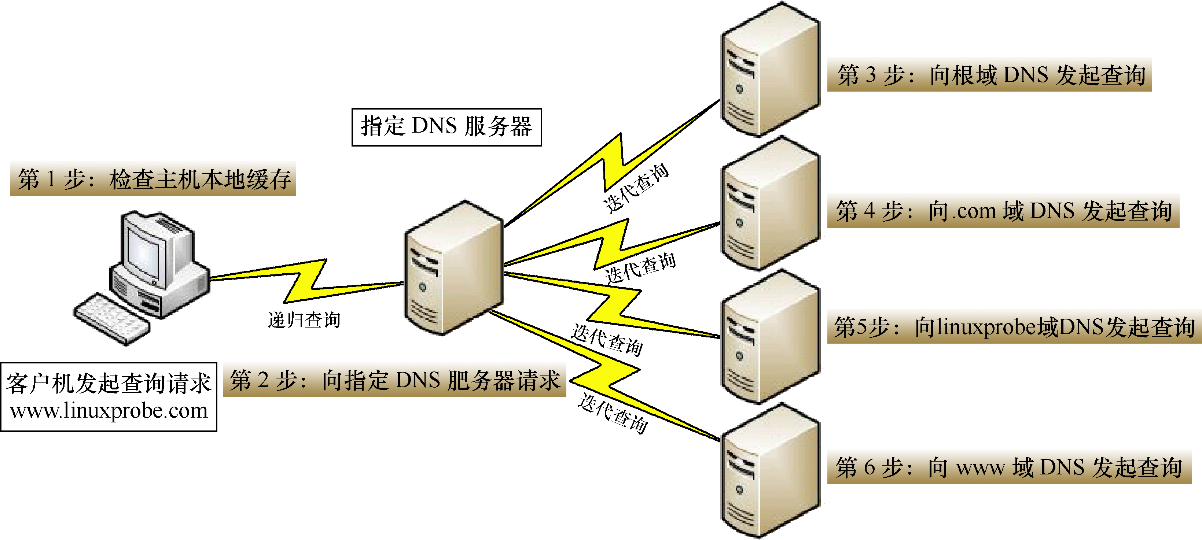 第3步：向根域 DNS 发起查询
指定 DNS 服务器
迭代查询
第1步：检查主机本地缓存
第4步：向.com 域 DNS 发起查询
迭代查询
递归查询
第5步：向linuxprobe域DNS发起查询
迭代查询
客户机发起查询请求
www.linuxprobe.com
第2步：向指定 DNS 肥务器请求
迭代查询
第6步：向 www 域 DNS 发起查询